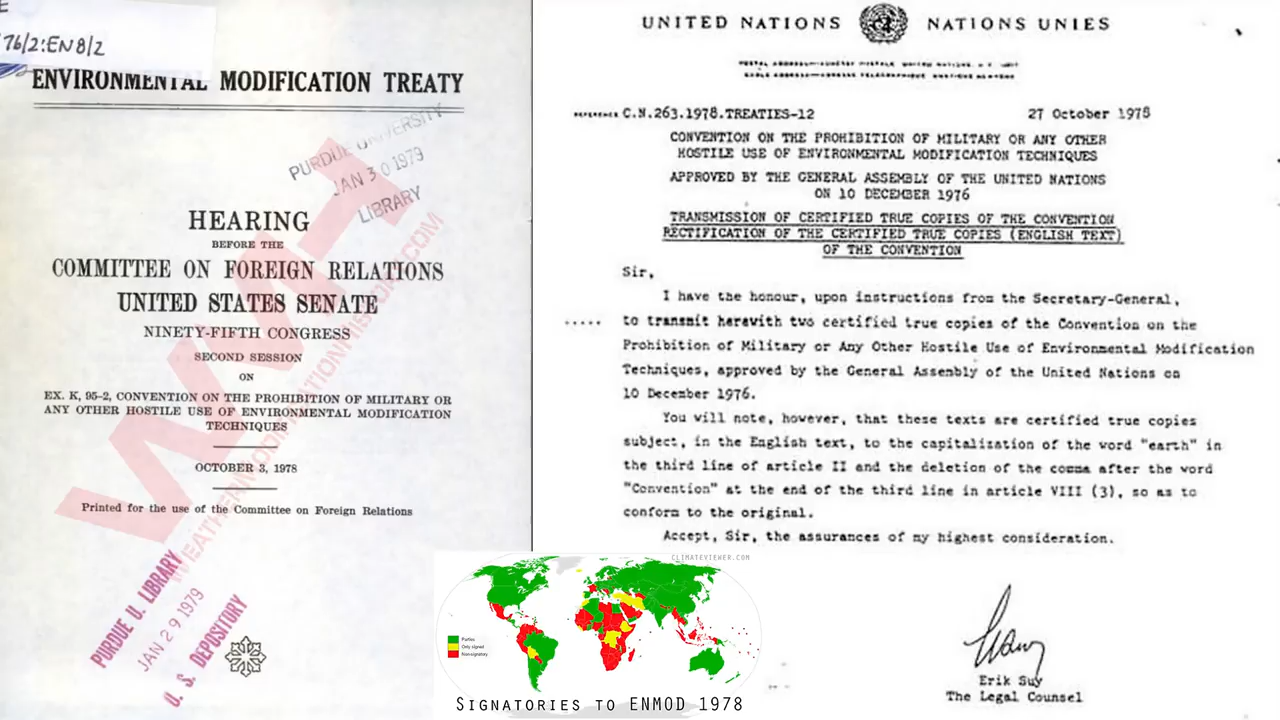 E
76/2:EN8/2
ENVIRONMENTAL MODIFICATION TREATY
PURDUE UNIVERSITY
JAN 30 1979
LIBRARY
HEARING
BEFORE THE
COMMITTEE ON FOREIGN RELATIONS
UNITED STATES SENATE
NINETY-FIFTH CONGRESS
SECOND SESSION
ON
EX. K, 95–2, CONVENTION ON THE PROHIBITION OF MILITARY OR
ANY OTHER HOSTILE USE OF ENVIRONMENTAL MODIFICATION
TECHNIQUES
OCTOBER 3, 1978
Printed for the use of the Committee on Foreign Relations
WEATHERMODIFICATIONHISTORY.COM
PURDUE U. LIBRARY
JAN 29 1979
U. S. DEPOSITORY
UNITED NATIONS NATIONS UNIES
REFERENCE C.N.263.1978.TREATIES-12 27 October 1978
CONVENTION ON THE PROHIBITION OF MILITARY OR ANY OTHER
HOSTILE USE OF ENVIRONMENTAL MODIFICATION TECHNIQUES
APPROVED BY THE GENERAL ASSEMBLY OF THE UNITED NATIONS
ON 10 DECEMBER 1976
TRANSMISSION OF CERTIFIED TRUE COPIES OF THE CONVENTION
RECTIFICATION OF THE CERTIFIED TRUE COPIES (ENGLISH TEXT)
OF THE CONVENTION
Sir,
I have the honour, upon instructions from the Secretary-General,
..... to transmit herewith two certified true copies of the Convention on the
Prohibition of Military or Any Other Hostile Use of Environmental Modification
Techniques, approved by the General Assembly of the United Nations on
10 December 1976.
You will note, however, that these texts are certified true copies
subject, in the English text, to the capitalization of the word "earth" in
the third line of article II and the deletion of the comma after the word
"Convention" at the end of the third line in article VIII (3), so as to
conform to the original.
Accept, Sir, the assurances of my highest consideration.
Erik Suy
The Legal Counsel
CLIMATEVIEWER.COM
Parties
Only signed
Non-signatory
SIGNATORIES TO ENMOD 1978